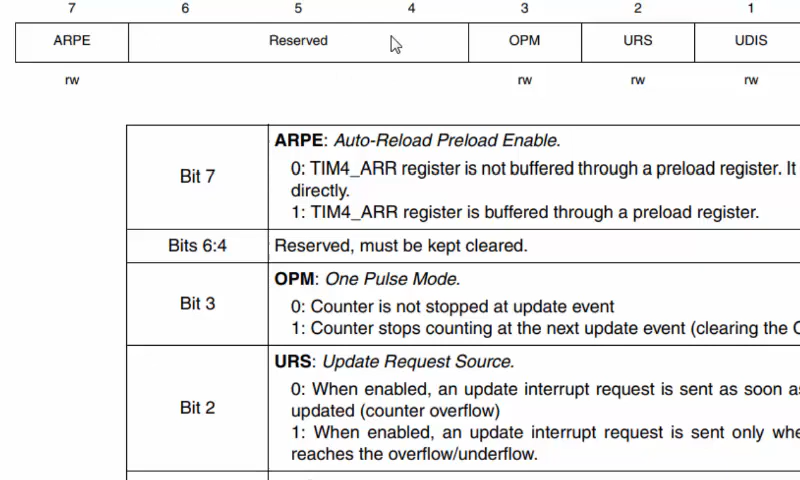 7 6 5 4 3 2 1
ARPE Reserved OPM URS UDIS
rw rw rw rw
ARPE: Auto-Reload Preload Enable.
Bit 7
0: TIM4_ARR register is not buffered through a preload register. It
directly.
1: TIM4_ARR register is buffered through a preload register.
Bits 6:4 Reserved, must be kept cleared.
OPM: One Pulse Mode.
Bit 3
0: Counter is not stopped at update event
1: Counter stops counting at the next update event (clearing the
URS: Update Request Source.
Bit 2
0: When enabled, an update interrupt request is sent as soon
updated (counter overflow)
1: When enabled, an update interrupt request is sent only
reaches the overflow/underflow.